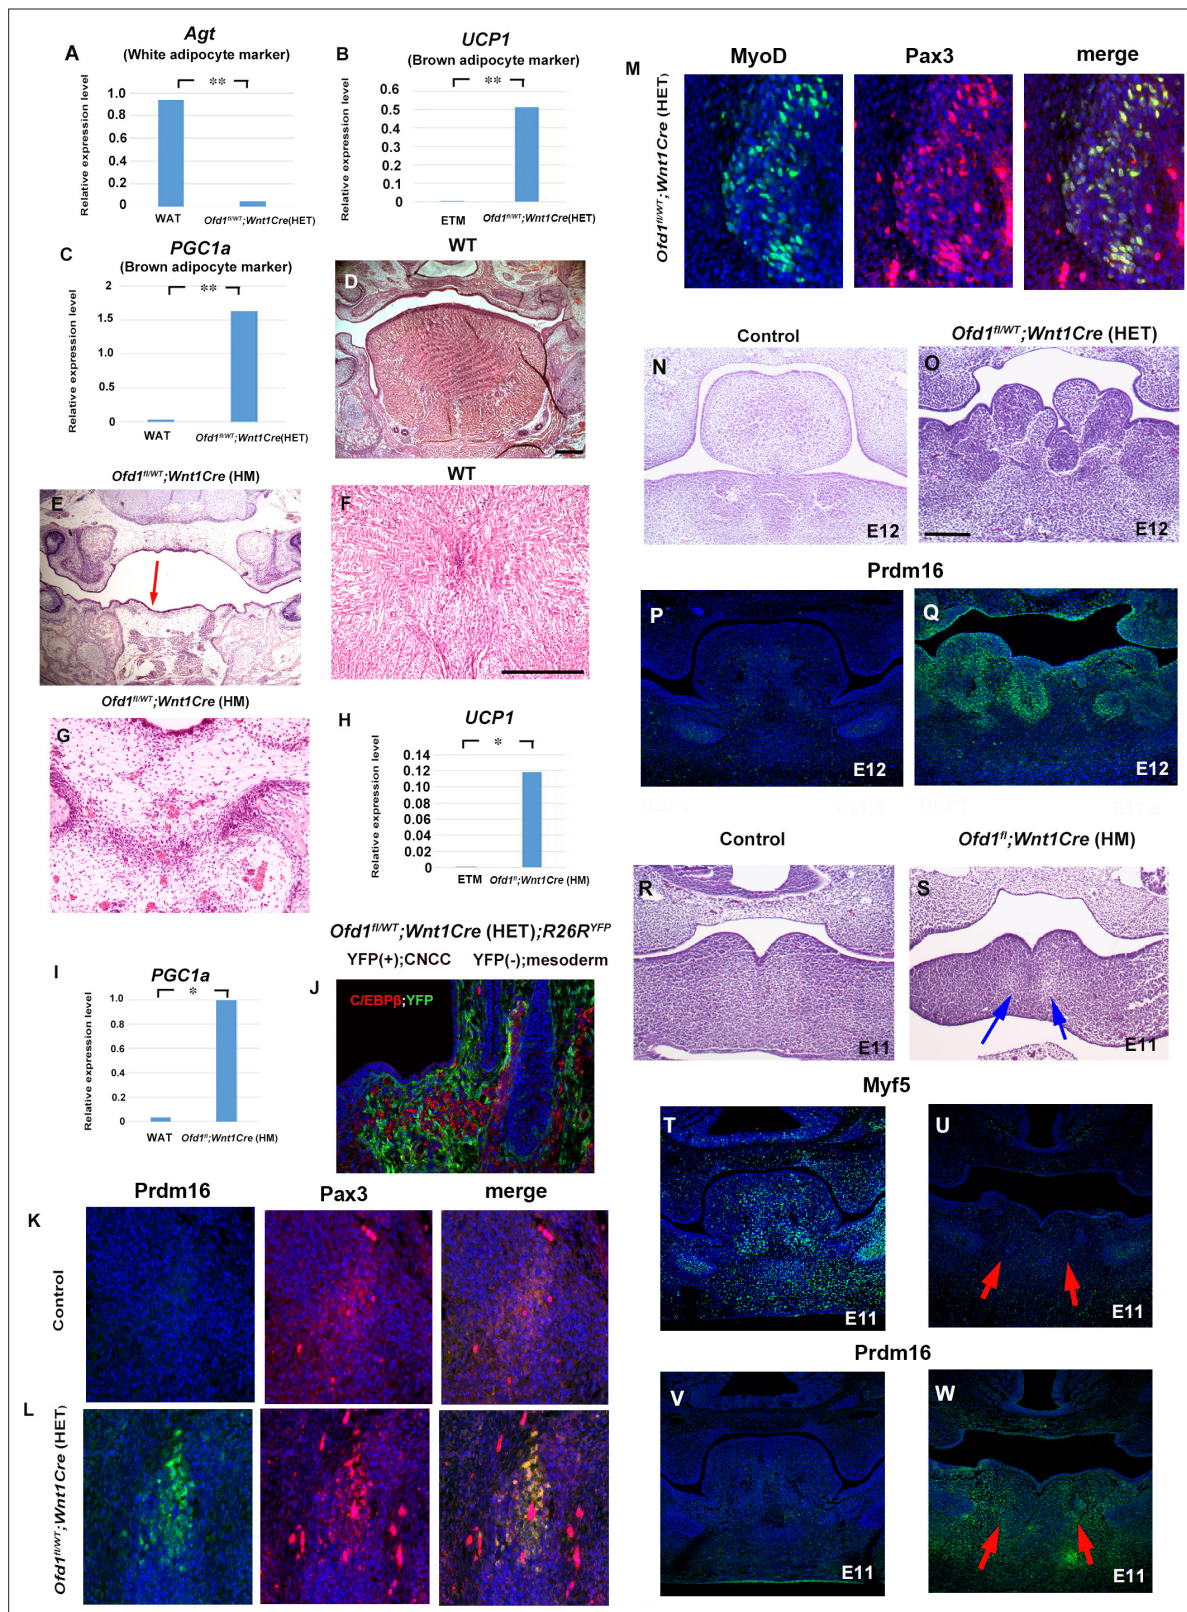 A
Agt
(White adipocyte marker)
**
Relative expression level
1.0
0.8
0.6
0.4
0.2
0
WAT
Ofd1fl/WT;Wnt1Cre(HET)
B
UCP1
(Brown adipocyte marker)
**
Relative expression level
0.6
0.5
0.4
0.3
0.2
0.1
0
ETM
Ofd1fl/WT;Wnt1Cre(HET)
C
PGC1a
(Brown adipocyte marker)
**
Relative expression level
2
1.5
1.0
0.5
0
WAT
Ofd1fl/WT;Wnt1Cre(HET)
WT
D
Ofd1fl/WT;Wnt1Cre (HM)
E
WT
F
Ofd1fl/WT;Wnt1Cre (HM)
G
H
UCP1
*
Relative expression level
0.14
0.12
0.10
0.08
0.06
0.04
0.02
0
ETM
Ofd1fl;Wnt1Cre (HM)
I
PGC1a
*
Relative expression level
1.0
0.8
0.6
0.4
0.2
0
WAT
Ofd1fl;Wnt1Cre (HM)
Ofd1fl/WT;Wnt1Cre (HET);R26RYFP
YFP(+);CNCC YFP(-);mesoderm
J
C/EBPβ;YFP
Prdm16 Pax3 merge
K
Control
L
Ofd1fl/WT;Wnt1Cre (HET)
M
MyoD Pax3 merge
Ofd1fl/WT;Wnt1Cre (HET)
Control
Ofd1fl/WT;Wnt1Cre (HET)
N
E12
O
E12
Prdm16
P
E12
Q
E12
Control
Ofd1fl;Wnt1Cre (HM)
R
E11
S
E11
Myf5
T
E11
U
E11
Prdm16
V
E11
W
E11